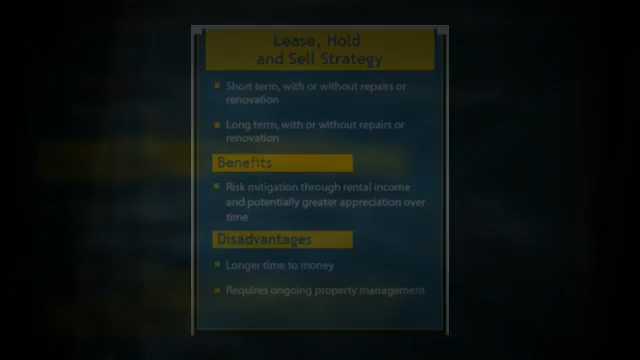 Lease, Hold
and Sell Strategy
Short term, with or without repairs or
renovation
Long term, with or without repairs or
renovation
Benefits
Risk mitigation through rental income
and potentially greater appreciation over
time
Disadvantages
Longer time to money
Requires ongoing property management